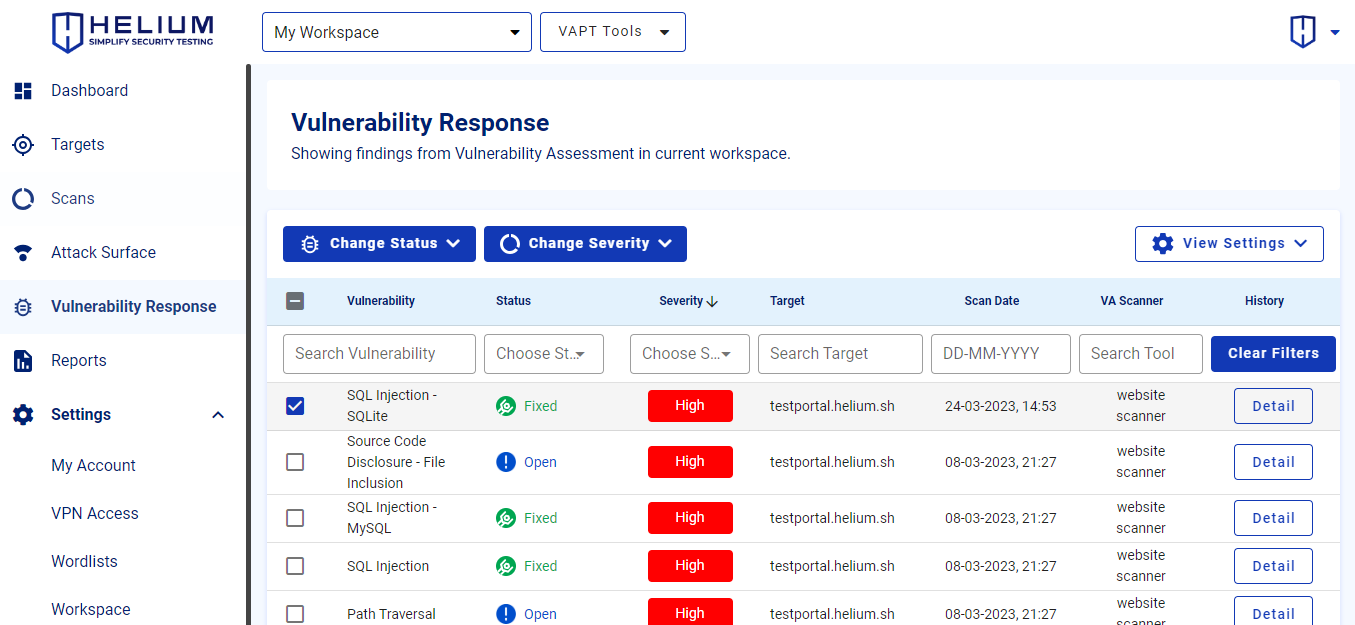 HELIUM
SIMPLIFY SECURITY TESTING
My Workspace
VAPT Tools
Dashboard
Targets
Scans
Attack Surface
Vulnerability Response
Reports
Settings
My Account
VPN Access
Wordlists
Workspace
Vulnerability Response
Showing findings from Vulnerability Assessment in current workspace.
Change Status
Change Severity
View Settings
Vulnerability Status Severity Target Scan Date VA Scanner History
Search Vulnerability Choose St... Choose S... Search Target DD-MM-YYYY Search Tool Clear Filters
SQL Injection -
SQLite
Fixed High testportal.helium.sh 24-03-2023, 14:53
website
scanner
Detail
Source Code
Disclosure - File
Inclusion
Open High testportal.helium.sh 08-03-2023, 21:27
website
scanner
Detail
SQL Injection -
MySQL
Fixed High testportal.helium.sh 08-03-2023, 21:27
website
scanner
Detail
SQL Injection Fixed High testportal.helium.sh 08-03-2023, 21:27
website
scanner
Detail
Path Traversal Open High testportal.helium.sh 08-03-2023, 21:27
website
scanner
Detail